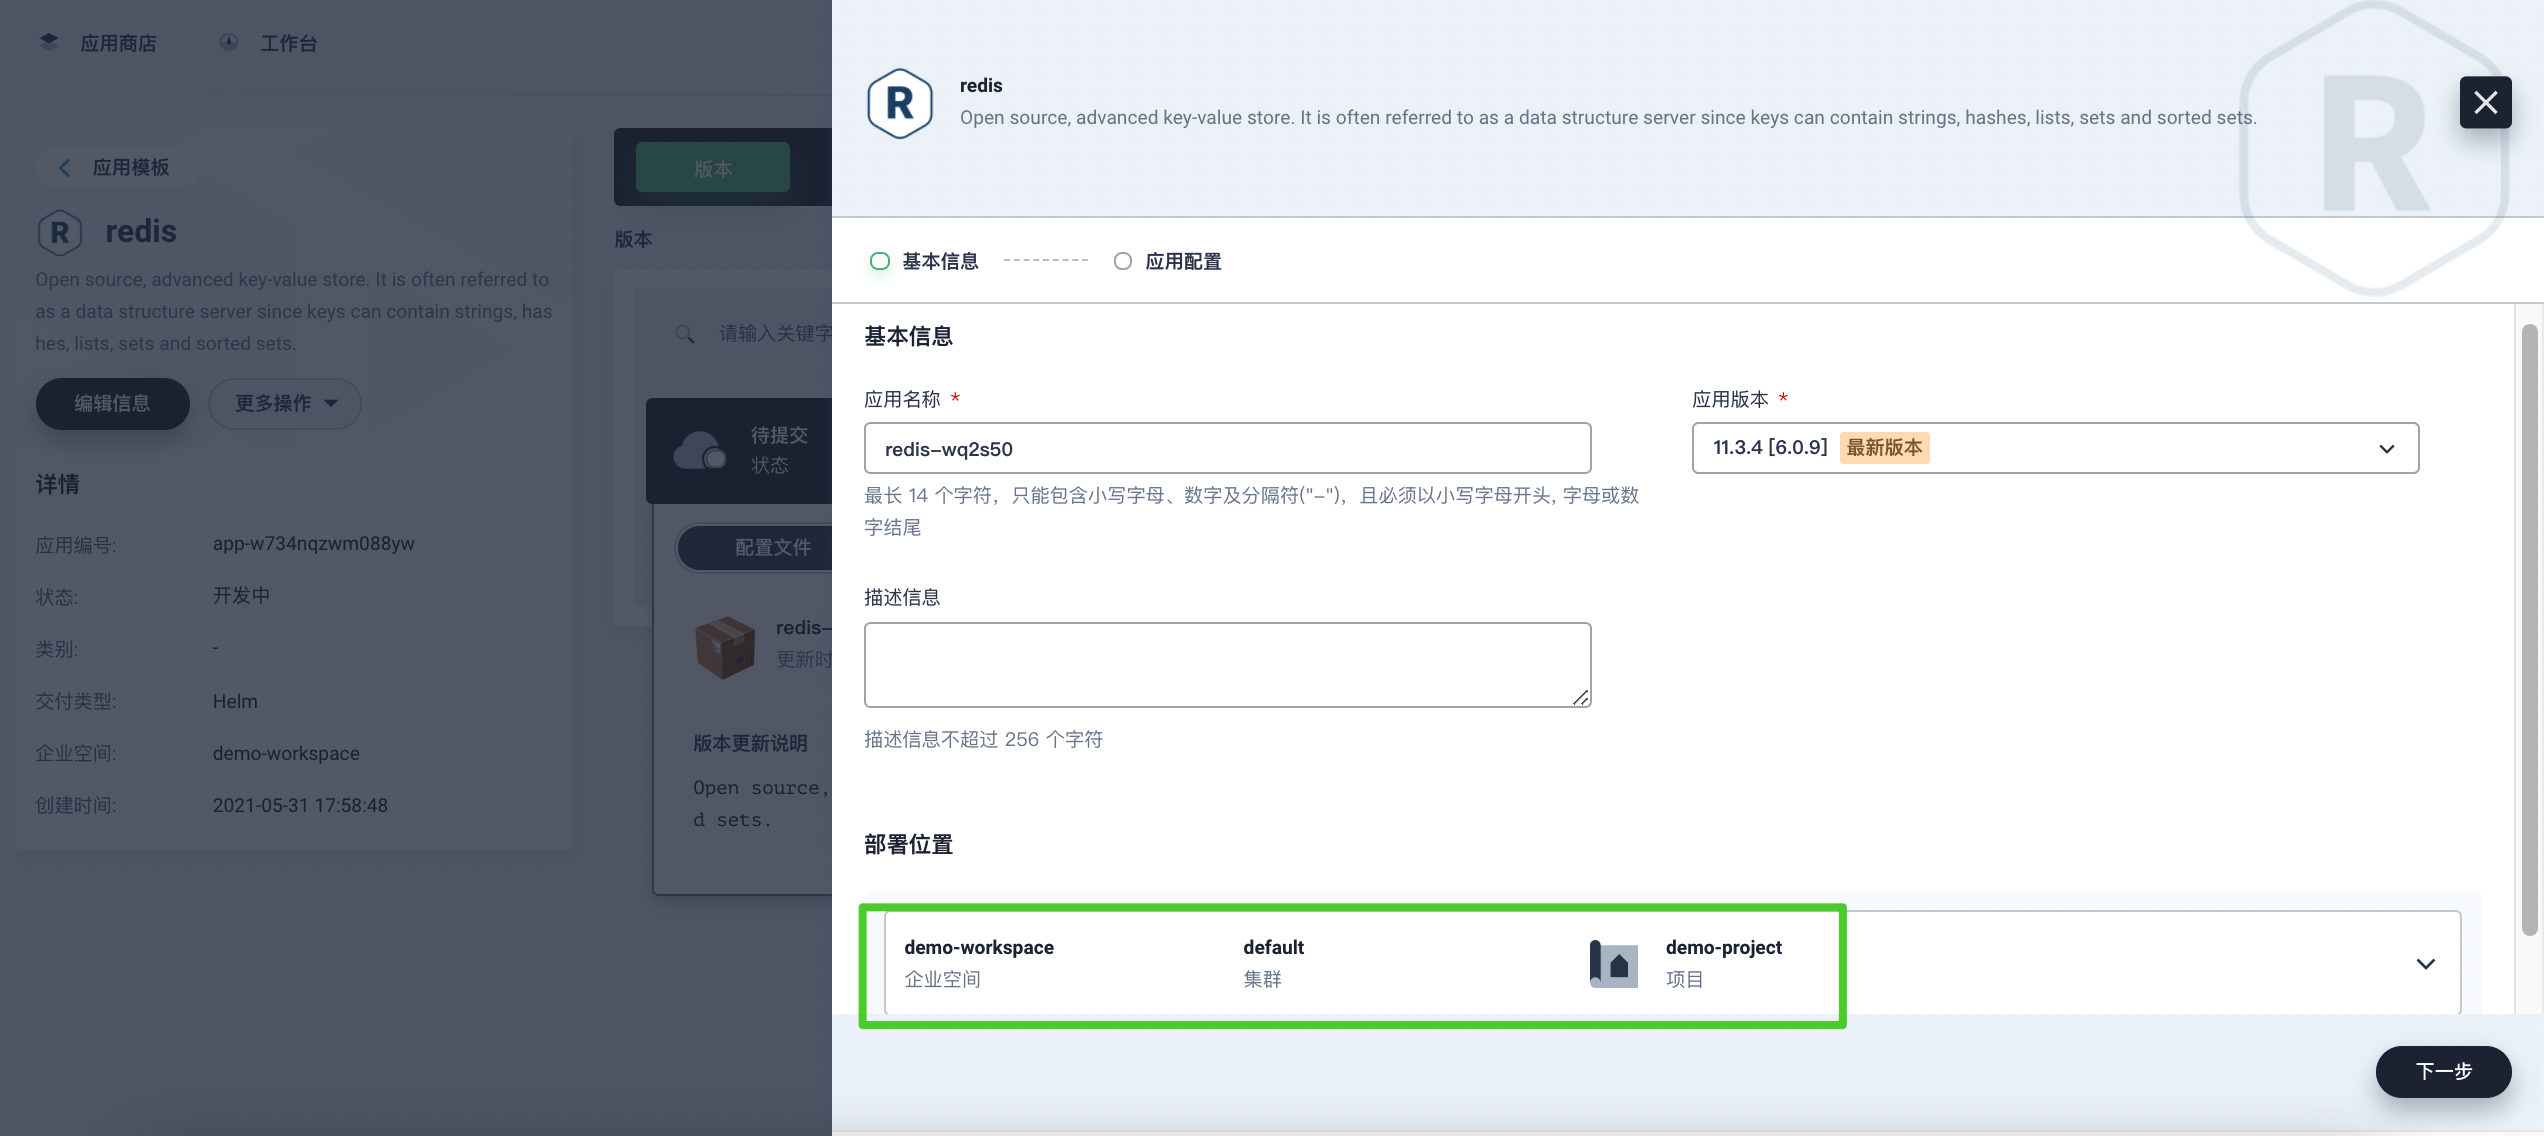 应用商店
工作台
应用模板
redis
Open source, advanced key-value store. It is often referred to
as a data structure server since keys can contain strings, has
hes, lists, sets and sorted sets.
编辑信息
更多操作
详情
应用编号:
app-w734nqzwm088yw
状态:
开发中
类别:
-
交付类型:
Helm
企业空间:
demo-workspace
创建时间:
2021-05-31 17:58:48
版本
版本
请输入关键字
待提交
状态
配置文件
redis-
更新时
版本更新说明
Open source,
d sets.
R
redis
Open source, advanced key-value store. It is often referred to as a data structure server since keys can contain strings, hashes, lists, sets and sorted sets.
基本信息
应用配置
基本信息
应用名称 *
redis-wq2s50
最长 14 个字符，只能包含小写字母、数字及分隔符("-")，且必须以小写字母开头, 字母或数
字结尾
应用版本 *
11.3.4 [6.0.9] 最新版本
描述信息
描述信息不超过 256 个字符
部署位置
demo-workspace
企业空间
default
集群
demo-project
项目
下一步